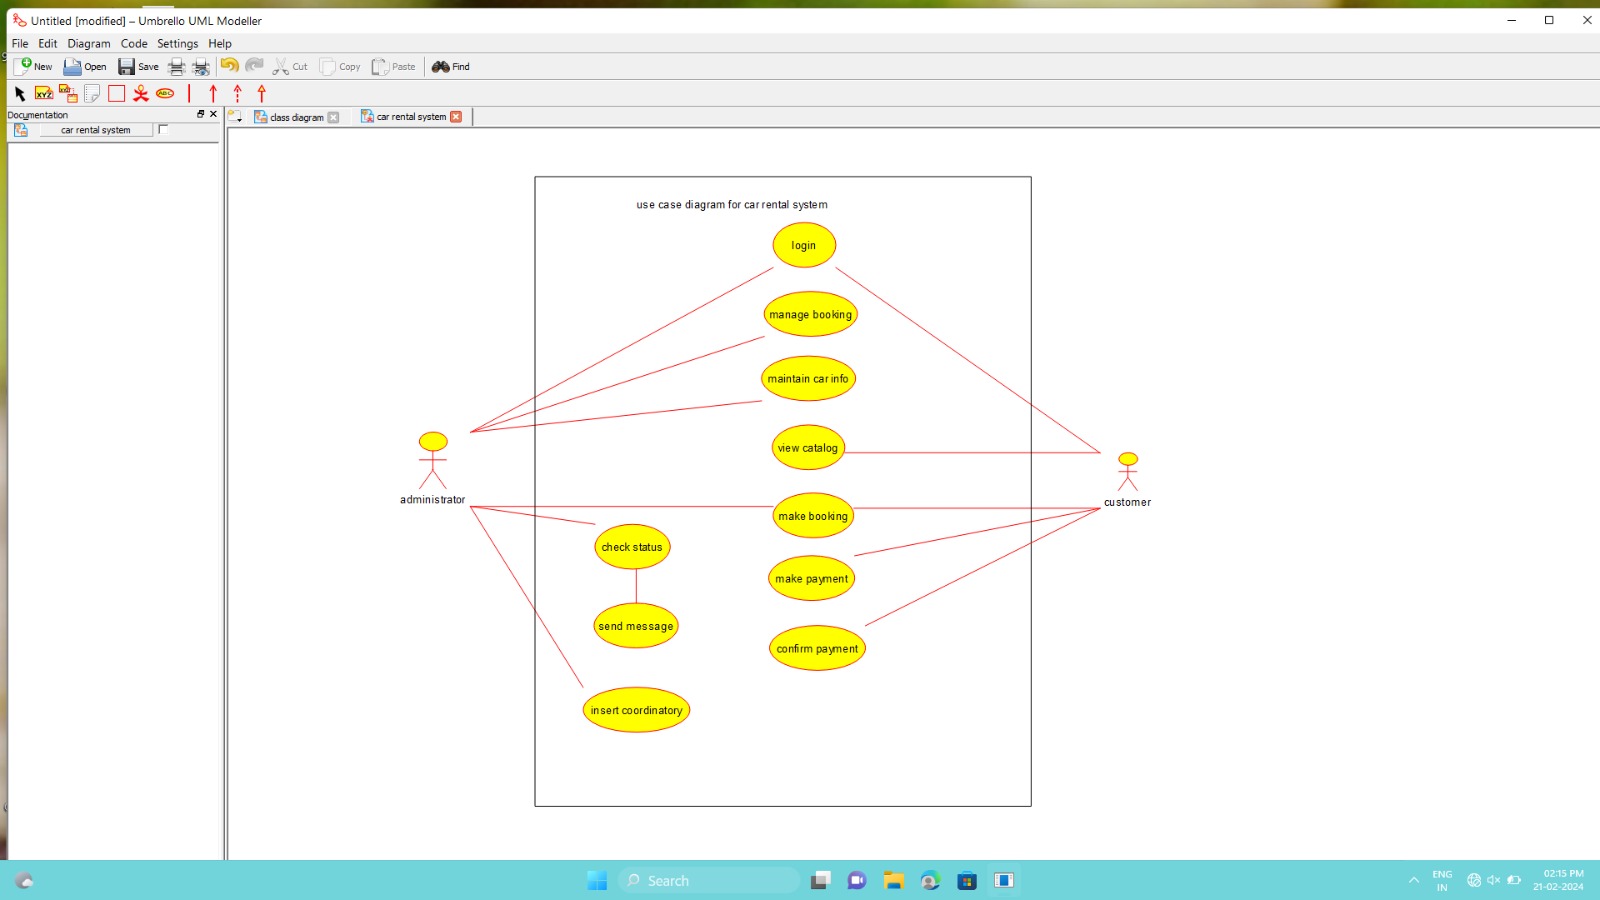 Untitled [modified] – Umbrello UML Modeller
File Edit Diagram Code Settings Help
New Open Save Cut Copy Paste Find
XYZ ABC
Documentation
class diagram car rental system
car rental system
use case diagram for car rental system
login
manage booking
maintain car info
view catalog
administrator
customer
make booking
check status
make payment
send message
confirm payment
insert coordinatory
Search
ENG
IN
02:15 PM
21-02-2024